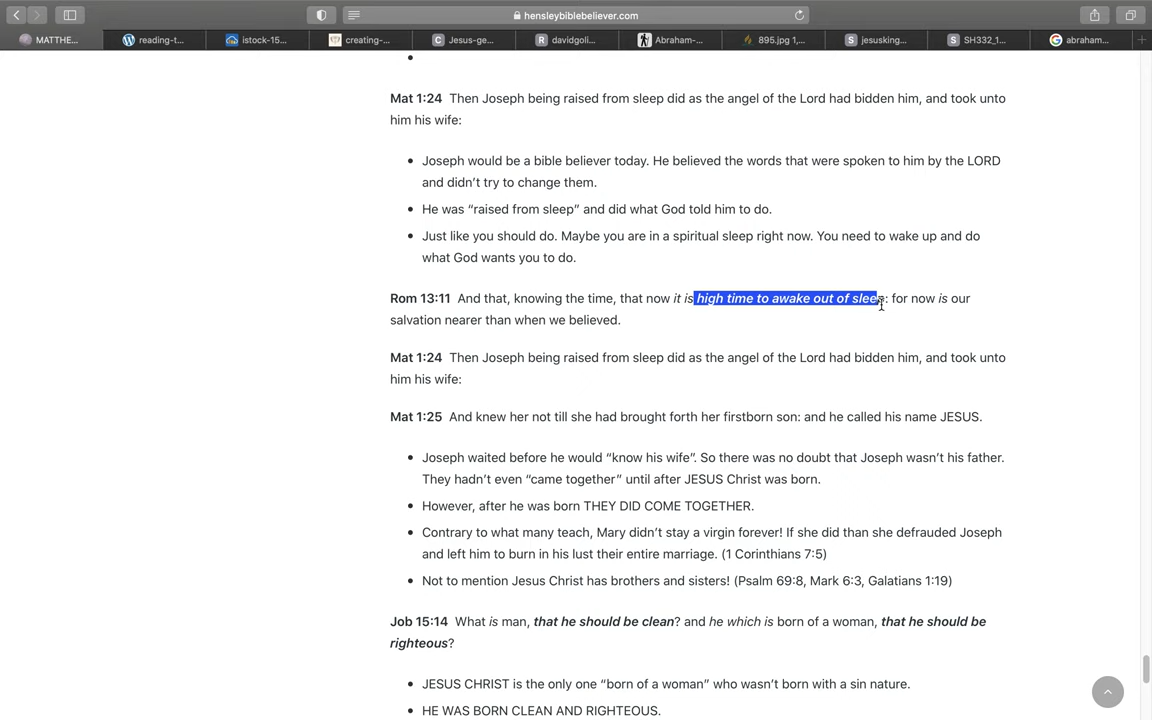 hensleybiblebeliever.com
MATTHE...
reading-t...
istock-15...
creating-...
Jesus-ge...
davidgoli...
Abraham-...
895.jpg 1,...
jesusking...
SH332_1...
abraham...
Mat 1:24 Then Joseph being raised from sleep did as the angel of the Lord had bidden him, and took unto
him his wife:
• Joseph would be a bible believer today. He believed the words that were spoken to him by the LORD
and didn’t try to change them.
• He was “raised from sleep” and did what God told him to do.
• Just like you should do. Maybe you are in a spiritual sleep right now. You need to wake up and do
what God wants you to do.
Rom 13:11 And that, knowing the time, that now it is high time to awake out of sleep: for now is our
salvation nearer than when we believed.
Mat 1:24 Then Joseph being raised from sleep did as the angel of the Lord had bidden him, and took unto
him his wife:
Mat 1:25 And knew her not till she had brought forth her firstborn son: and he called his name JESUS.
• Joseph waited before he would “know his wife”. So there was no doubt that Joseph wasn’t his father.
They hadn’t even “came together” until after JESUS Christ was born.
• However, after he was born THEY DID COME TOGETHER.
• Contrary to what many teach, Mary didn’t stay a virgin forever! If she did than she defrauded Joseph
and left him to burn in his lust their entire marriage. (1 Corinthians 7:5)
• Not to mention Jesus Christ has brothers and sisters! (Psalm 69:8, Mark 6:3, Galatians 1:19)
Job 15:14 What is man, that he should be clean? and he which is born of a woman, that he should be
righteous?
• JESUS CHRIST is the only one “born of a woman” who wasn’t born with a sin nature.
• HE WAS BORN CLEAN AND RIGHTEOUS.